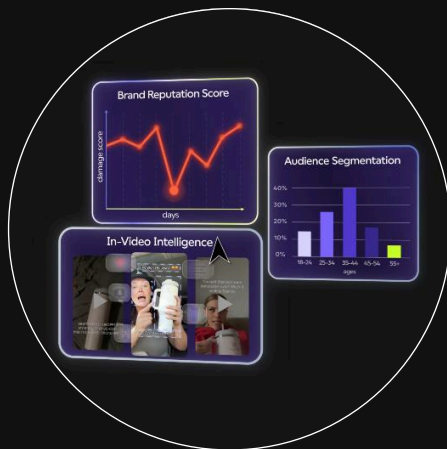 Brand Reputation Score
damage score
days
Audience Segmentation
40%
30%
20%
10%
0%
18-24 25-34 35-44 45-54 55+
ages
In-Video Intelligence